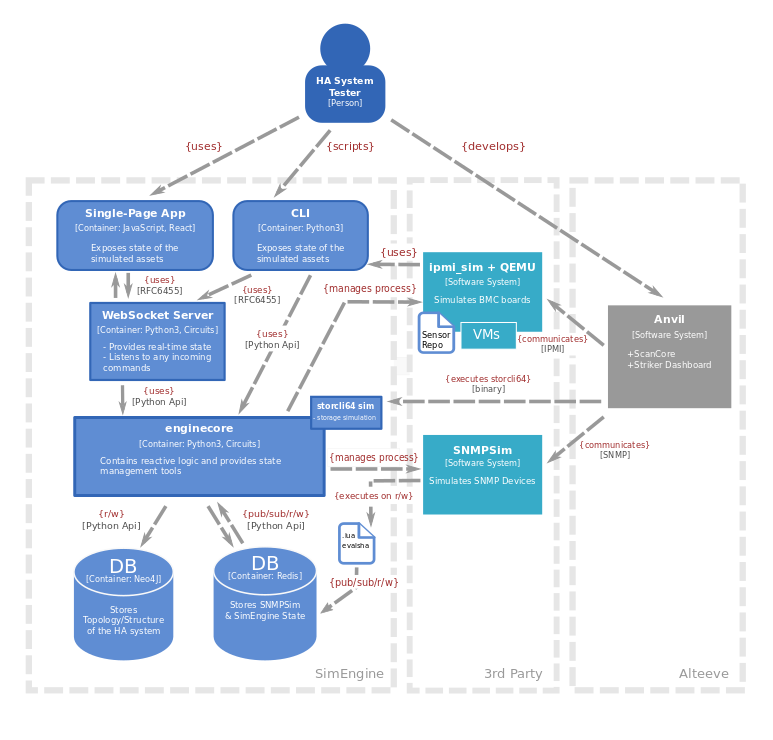 HA System
Tester
[Person]
{uses}
{scripts}
{develops}
Single-Page App
[Container: JavaScript, React]
Exposes state of the
simulated assets
CLI
[Container: Python3]
Exposes state of the
simulated assets
{uses}
ipmi_sim + QEMU
[Software System]
Simulates BMC boards
Sensor
Repo
VMs
{uses}
[RFC6455]
{uses}
[RFC6455]
{manages process}
WebSocket Server
[Container: Python3, Circuits]
- Provides real-time state
- Listens to any incoming
commands
Anvil
[Software System]
+ScanCore
+Striker Dashboard
{uses}
[Python Api]
{communicates}
[IPMI]
{uses}
[Python Api]
{executes storcli64}
[binary]
storcli64 sim
- storage simulation
enginecore
[Container: Python3, Circuits]
Contains reactive logic and provides state
management tools
{manages process}
SNMPSim
[Software System]
Simulates SNMP Devices
{communicates}
[SNMP]
{executes on r/w}
{r/w}
[Python Api]
{pub/sub/r/w}
[Python Api]
.lua
evalsha
{pub/sub/r/w}
DB
[Container: Neo4J]
Stores
Topology/Structure
of the HA system
DB
[Container: Redis]
Stores SNMPSim
& SimEngine State
SimEngine
3rd Party
Alteeve